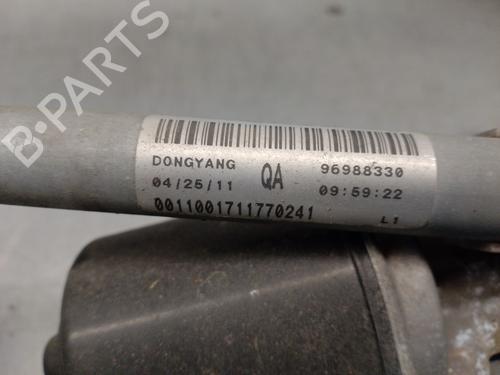 B-PARTS
DONGYANG QA 96988330
04/25/11 09:59:22
0011001711770241
L1